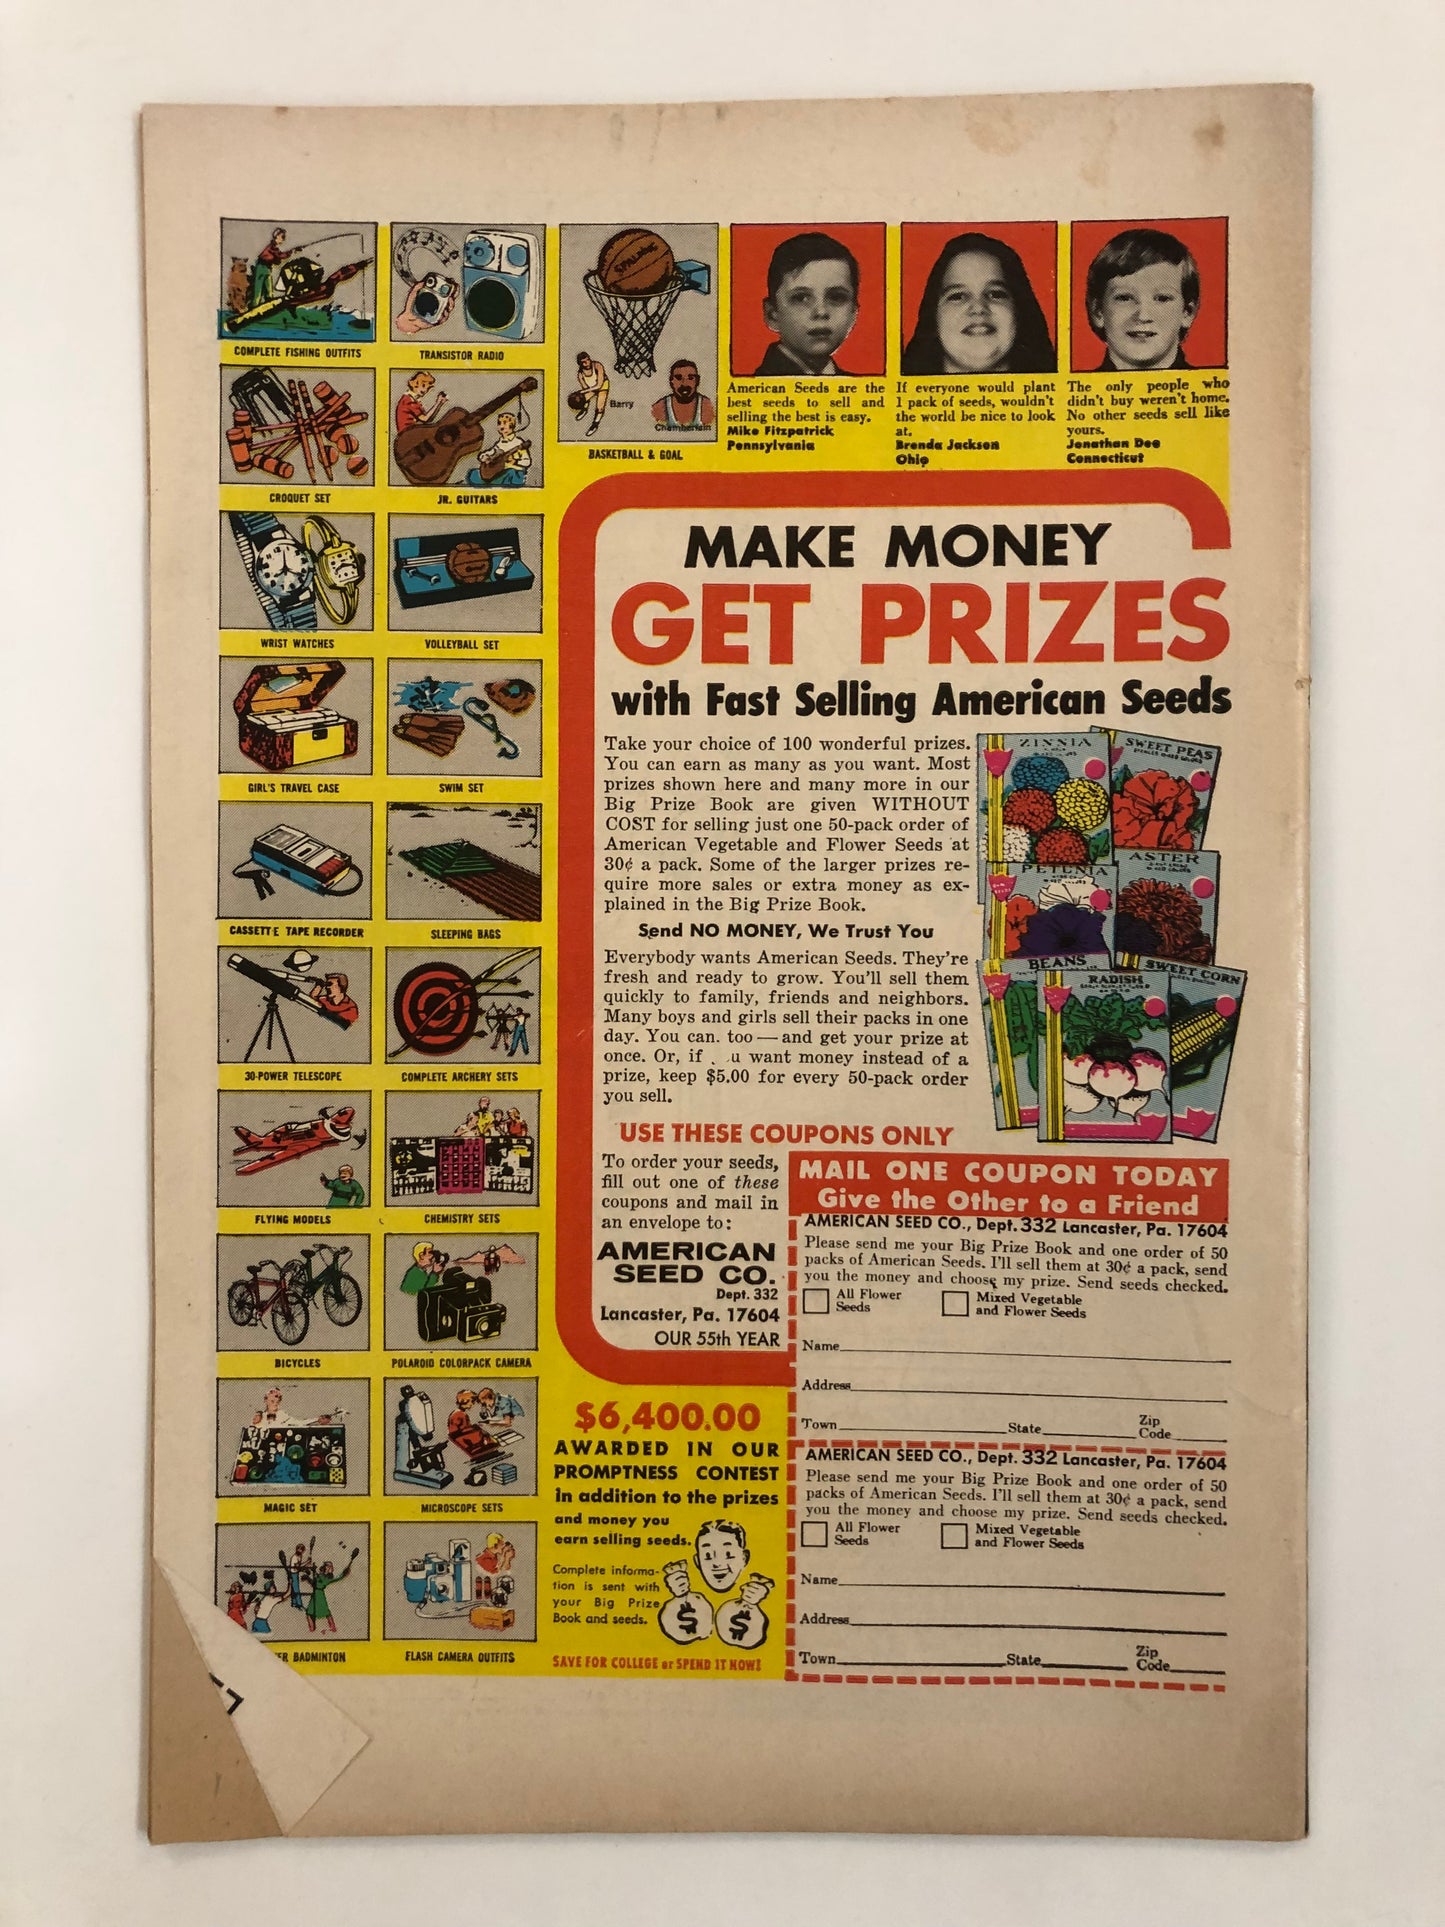 COMPLETE FISHING OUTFITS
TRANSISTOR RADIO
CROQUET SET
JR. GUITARS
SPALDING
Barry
Chamberlain
BASKETBALL & GOAL
American Seeds are the
best seeds to sell and
selling the best is easy.
Mike Fitzpatrick
Pennsylvania
If everyone would plant
1 pack of seeds, wouldn't
the world be nice to look
at.
Brenda Jackson
Ohio
The only people who
didn't buy weren't home.
No other seeds sell like
yours.
Jonathan Dee
Connecticut
WRIST WATCHES
VOLLEYBALL SET
GIRL'S TRAVEL CASE
SWIM SET
CASSETTE TAPE RECORDER
SLEEPING BAGS
30-POWER TELESCOPE
COMPLETE ARCHERY SETS
FLYING MODELS
CHEMISTRY SETS
BICYCLES
POLAROID COLORPACK CAMERA
MAGIC SET
MICROSCOPE SETS
ER BADMINTON
FLASH CAMERA OUTFITS
MAKE MONEY
GET PRIZES
with Fast Selling American Seeds
Take your choice of 100 wonderful prizes.
You can earn as many as you want. Most
prizes shown here and many more in our
Big Prize Book are given WITHOUT
COST for selling just one 50-pack order of
American Vegetable and Flower Seeds at
30¢ a pack. Some of the larger prizes re-
quire more sales or extra money as ex-
plained in the Big Prize Book.
Send NO MONEY, We Trust You
Everybody wants American Seeds. They're
fresh and ready to grow. You'll sell them
quickly to family, friends and neighbors.
Many boys and girls sell their packs in one
day. You can. too — and get your prize at
once. Or, if u want money instead of a
prize, keep $5.00 for every 50-pack order
you sell.
ZINNIA
SWEET PEAS
PETUNIA
ASTER
BEANS
RADISH
SWEET CORN
USE THESE COUPONS ONLY
To order your seeds,
fill out one of these
coupons and mail in
an envelope to:
AMERICAN
SEED CO.
Dept. 332
Lancaster, Pa. 17604
OUR 55th YEAR
MAIL ONE COUPON TODAY
Give the Other to a Friend
AMERICAN SEED CO., Dept. 332 Lancaster, Pa. 17604
Please send me your Big Prize Book and one order of 50
packs of American Seeds. I'll sell them at 30¢ a pack, send
you the money and choose my prize. Send seeds checked.
All Flower Seeds
Mixed Vegetable and Flower Seeds
Name
Address
Town State Zip Code
AMERICAN SEED CO., Dept. 332 Lancaster, Pa. 17604
Please send me your Big Prize Book and one order of 50
packs of American Seeds. I'll sell them at 30¢ a pack, send
you the money and choose my prize. Send seeds checked.
All Flower Seeds
Mixed Vegetable and Flower Seeds
Name
Address
Town State Zip Code
$6,400.00
AWARDED IN OUR
PROMPTNESS CONTEST
in addition to the prizes
and money you
earn selling seeds.
Complete informa-
tion is sent with
your Big Prize
Book and seeds.
$ $
SAVE FOR COLLEGE or SPEND IT NOW!